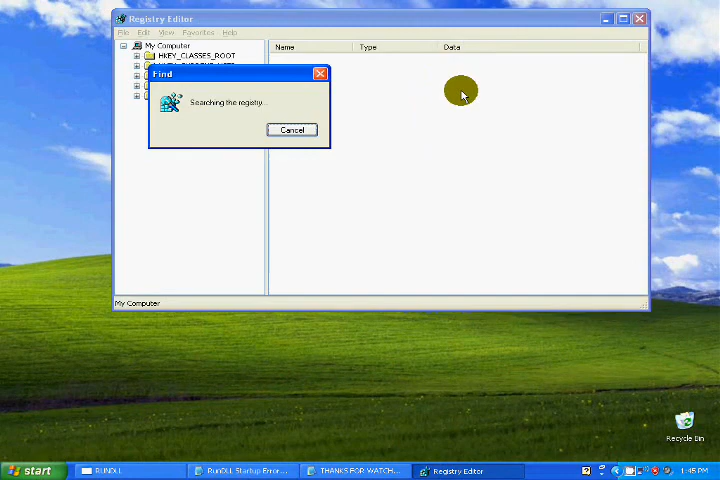 Registry Editor
File Edit View Favorites Help
My Computer
HKEY_CLASSES_ROOT
Name Type Data
Find
Searching the registry...
Cancel
My Computer
Recycle Bin
start
RUNDLL
RunDLL Startup Error...
THANKS FOR WATCH...
Registry Editor
1:45 PM